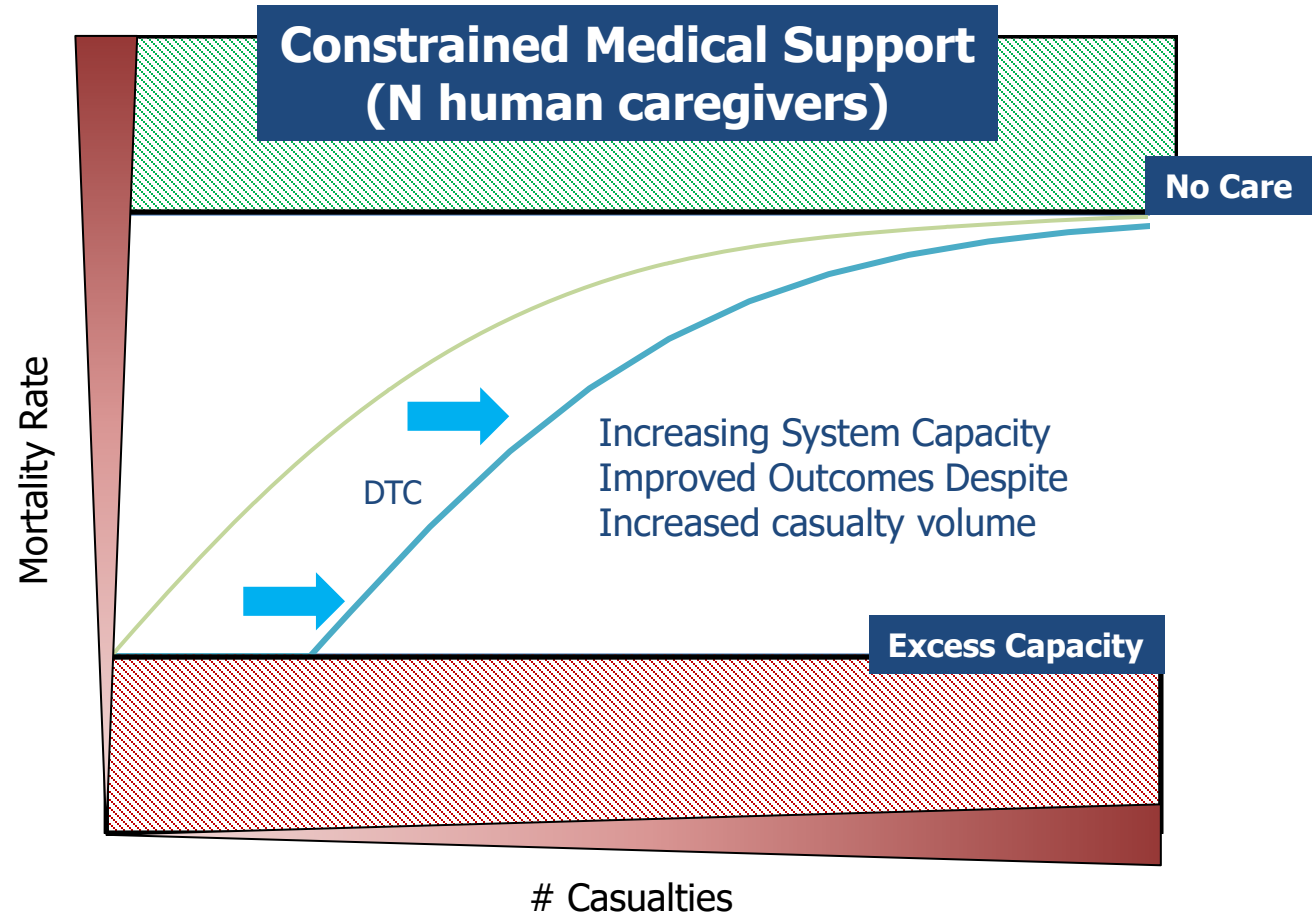 Constrained Medical Support
(N human caregivers)
No Care
Mortality Rate
DTC
Increasing System Capacity
Improved Outcomes Despite
Increased casualty volume
Excess Capacity
# Casualties